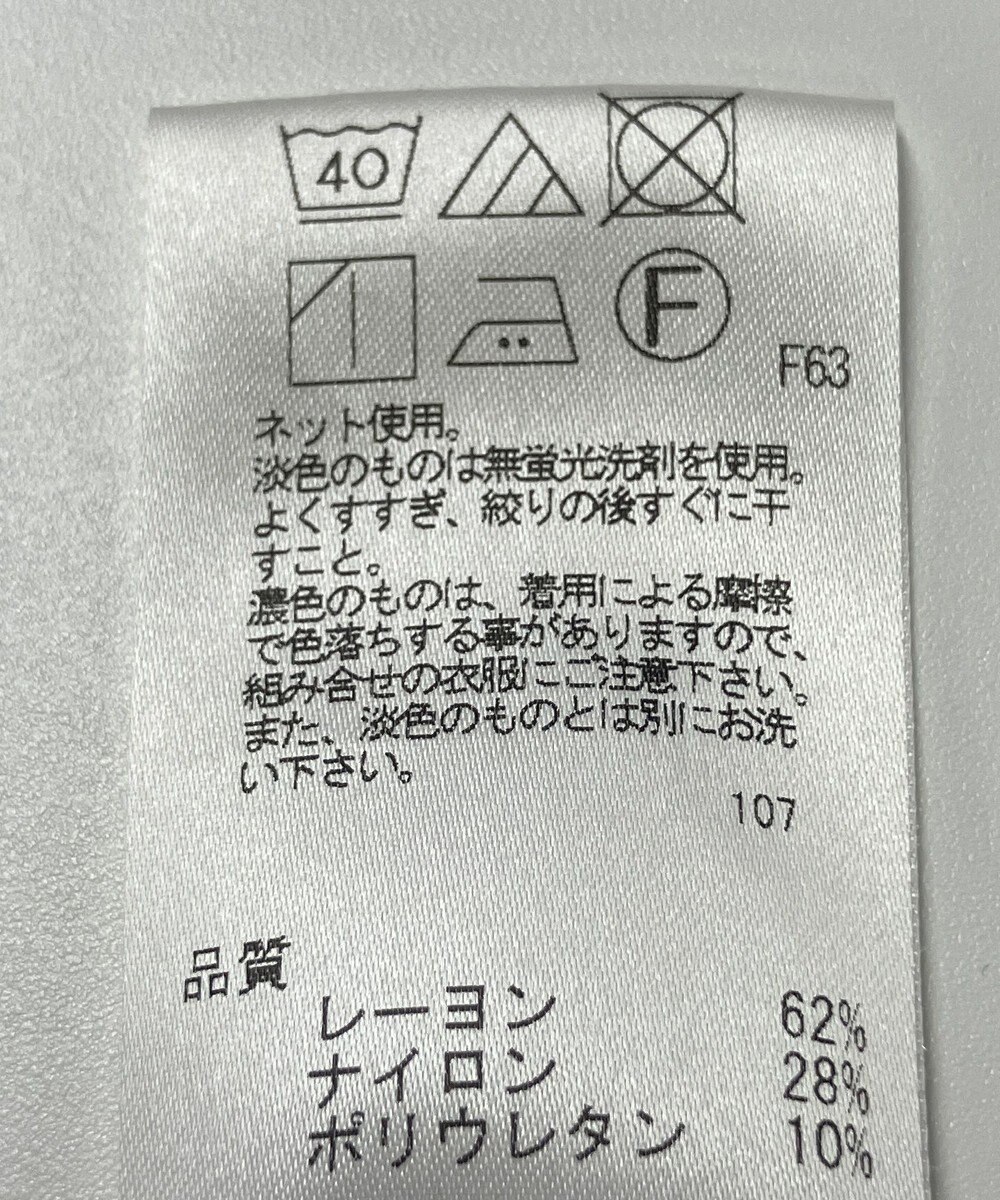 40
F
F63
ネット使用。
淡色のものは無蛍光洗剤を使用。
よくすすぎ、絞りの後すぐに干
すこと。
濃色のものは、着用による摩擦
で色落ちする事がありますので、
組み合せの衣服にご注意下さい。
また、淡色のものとは別にお洗
い下さい。
107
品質
レーヨン 62%
ナイロン 28%
ポリウレタン 10%